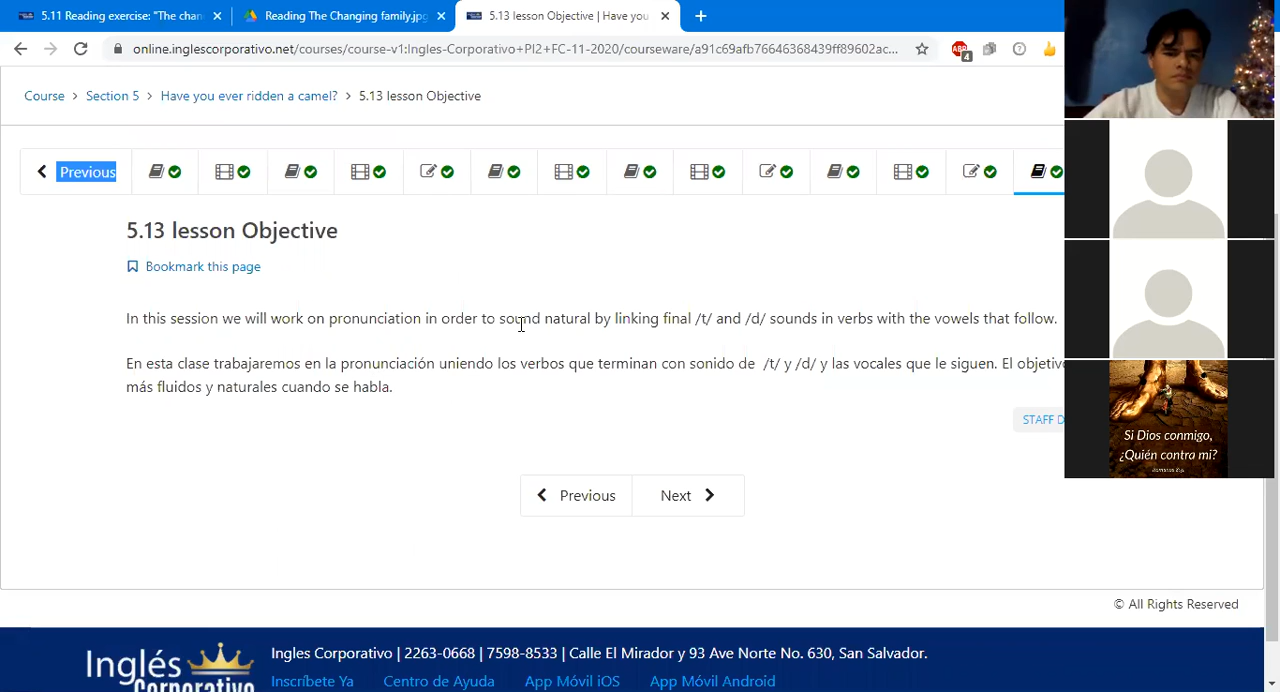 5.11 Reading exercise: "The chan
Reading The Changing family.jpg
5.13 lesson Objective | Have you
online.inglescorporativo.net/courses/course-v1:Ingles-Corporativo+PI2+FC-11-2020/courseware/a91c69afb76646368439ff89602ac...
ABP
4
Course > Section 5 > Have you ever ridden a camel? > 5.13 lesson Objective
Previous
5.13 lesson Objective
Bookmark this page
In this session we will work on pronunciation in order to sound natural by linking final /t/ and /d/ sounds in verbs with the vowels that follow.
En esta clase trabajaremos en la pronunciación uniendo los verbos que terminan con sonido de /t/ y /d/ y las vocales que le siguen. El objetivo
más fluidos y naturales cuando se habla.
STAFF D
Si Dios conmigo,
¿Quién contra mi?
Previous
Next
© All Rights Reserved
Inglés
Corporativo
Ingles Corporativo | 2263-0668 | 7598-8533 | Calle El Mirador y 93 Ave Norte No. 630, San Salvador.
Inscríbete Ya
Centro de Ayuda
App Móvil iOS
App Móvil Android